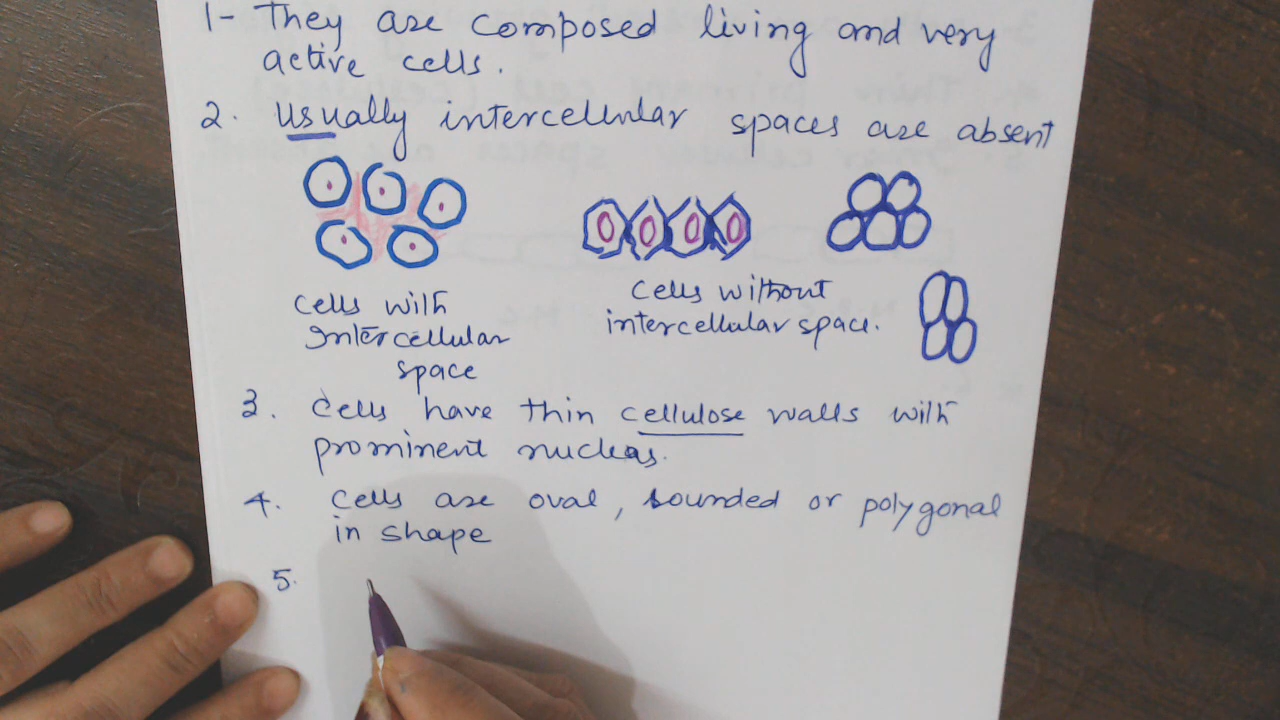 1- They are composed living and very
active cells.
2. Usually intercellular spaces are absent
Cells with
Intercellular
space
Cells without
intercellular space.
3. Cells have thin cellulose walls with
prominent nucleus.
4. Cells are oval, rounded or polygonal
in shape
5.